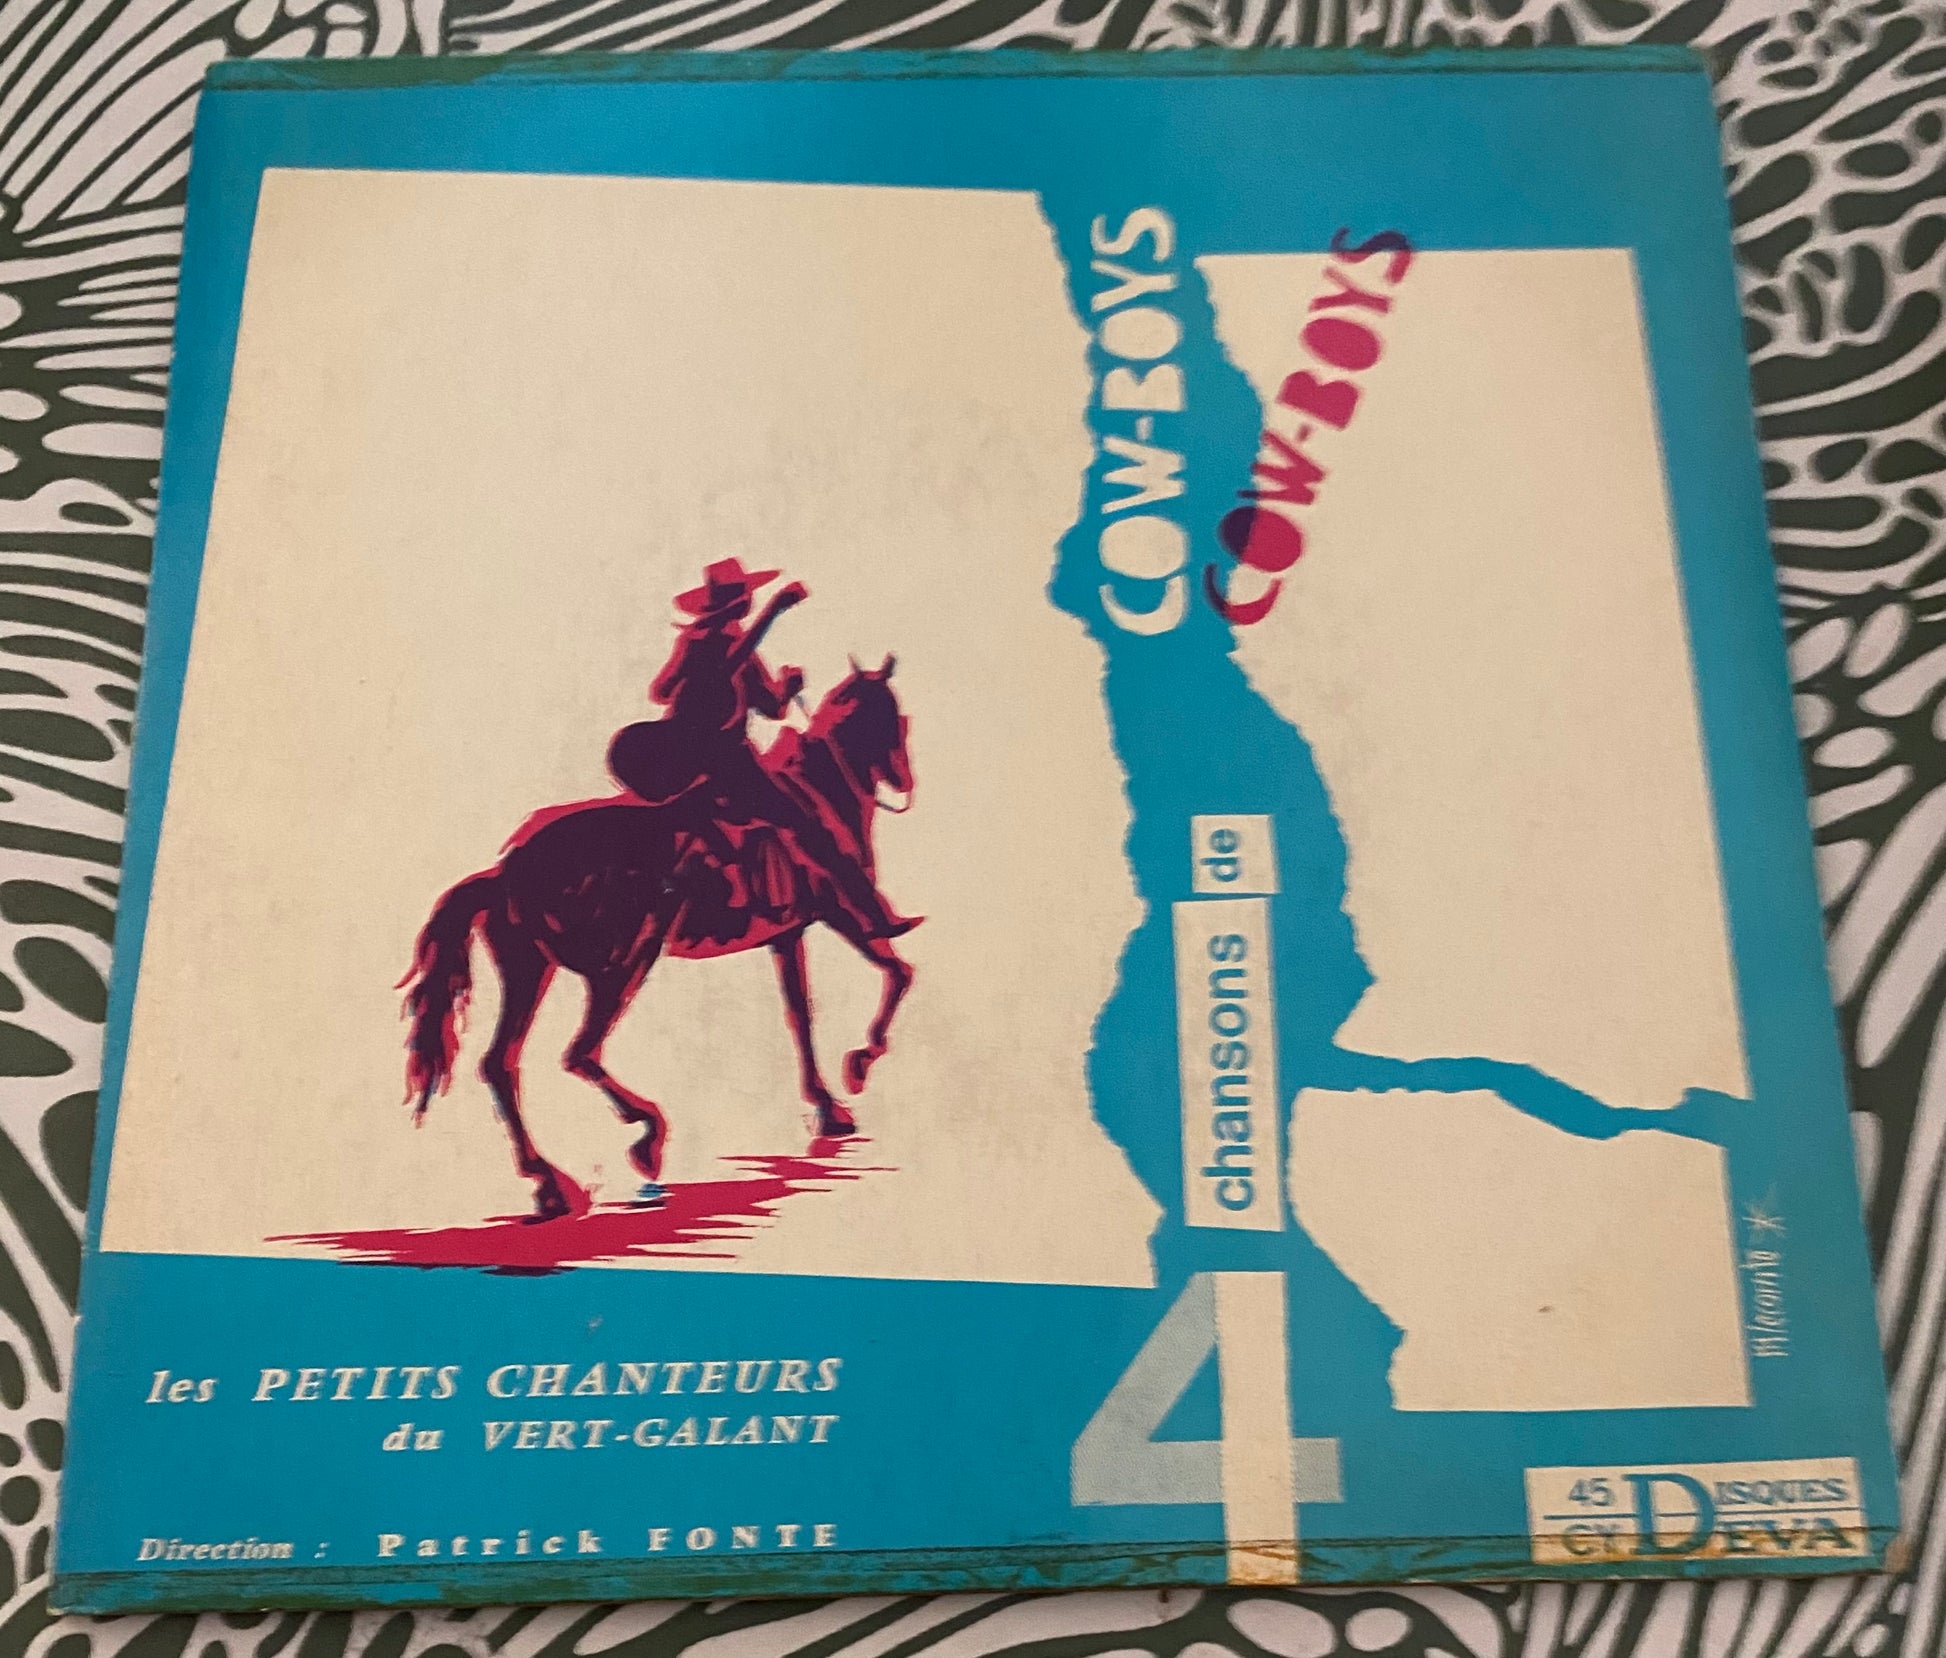 COW-BOYS
COW-BOYS
4 chansons de
les PETITS CHANTEURS
du VERT-GALANT
Direction : Patrick FONTE
45 DISQUES
CY DEVA